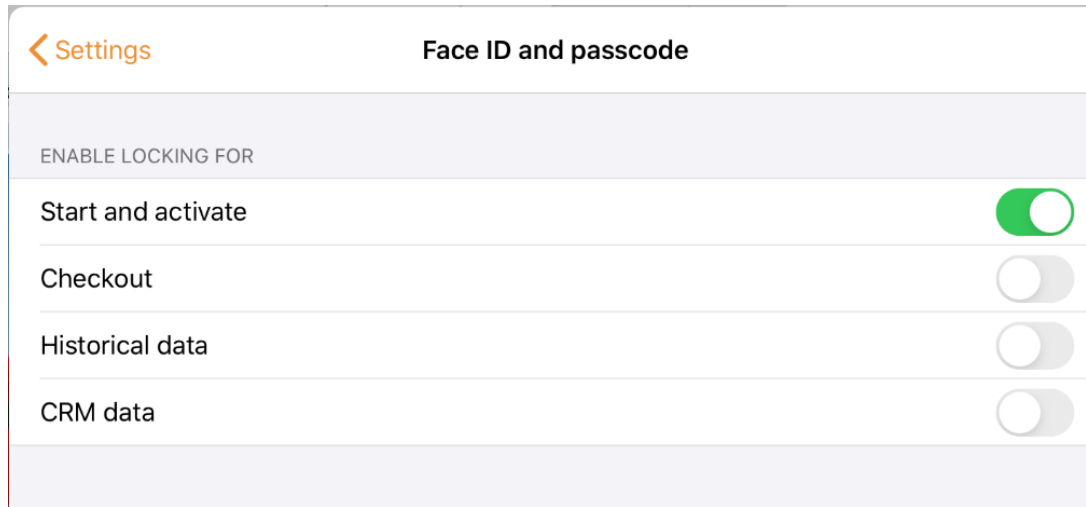 Settings
Face ID and passcode
ENABLE LOCKING FOR
Start and activate
Checkout
Historical data
CRM data